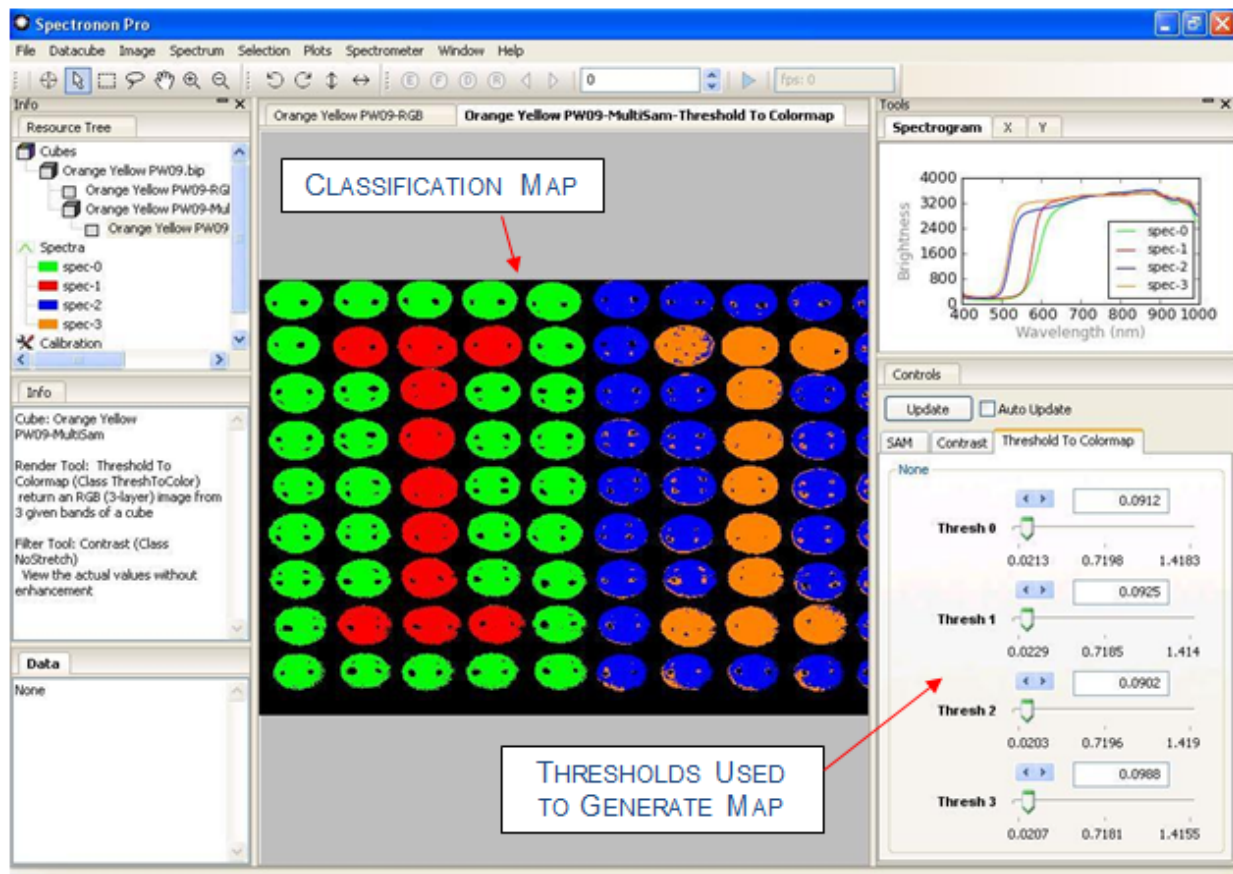 Spectronon Pro
File Datacube Image Spectrum Selection Plots Spectrometer Window Help
E F D R 0 fps: 0
Info
Resource Tree
Cubes
Orange Yellow PW09.bip
Orange Yellow PW09-RGI
Orange Yellow PW09-Mul
Orange Yellow PW09
Spectra
spec-0
spec-1
spec-2
spec-3
Calibration
Info
Cube: Orange Yellow
PW09-MultiSam
Render Tool: Threshold To
Colormap (Class ThreshToColor)
return an RGB (3-layer) image from
3 given bands of a cube
Filter Tool: Contrast (Class
NoStretch)
View the actual values without
enhancement
Data
None
Orange Yellow PW09-RGB Orange Yellow PW09-MultiSam-Threshold To Colormap
CLASSIFICATION MAP
THRESHOLDS USED
TO GENERATE MAP
Tools
Spectrogram X Y
4000
3200
2400
1600
800
0
Brightness
spec-0
spec-1
spec-2
spec-3
400 500 600 700 800 900 1000
Wavelength (nm)
Controls
Update Auto Update
SAM Contrast Threshold To Colormap
None
0.0912
Thresh 0
0.0213 0.7198 1.4183
0.0925
Thresh 1
0.0229 0.7185 1.414
0.0902
Thresh 2
0.0203 0.7196 1.419
0.0988
Thresh 3
0.0207 0.7181 1.4155